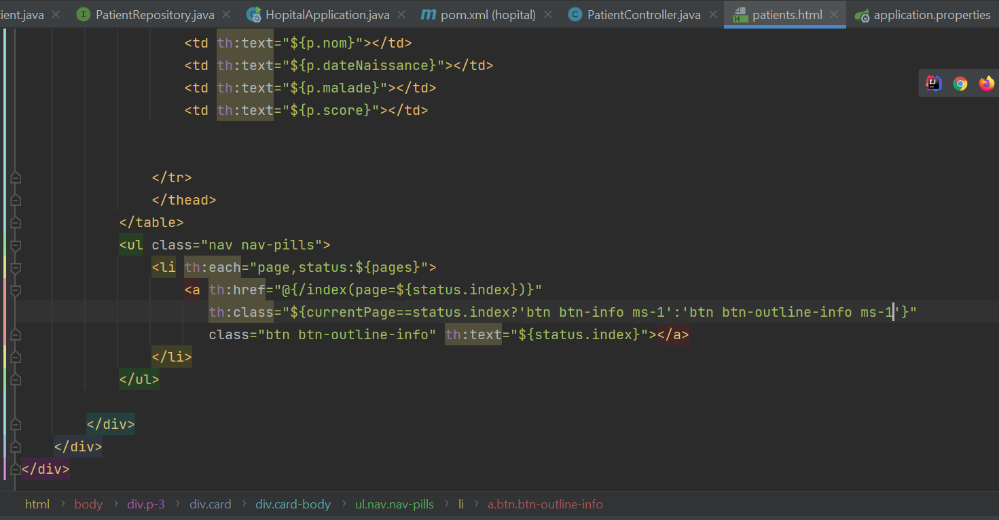 ient.java PatientRepository.java HopitalApplication.java pom.xml (hopital) PatientController.java patients.html application.properties
<td th:text="${p.nom}"></td>
<td th:text="${p.dateNaissance}"></td>
<td th:text="${p.malade}"></td>
<td th:text="${p.score}"></td>
</tr>
</thead>
</table>
<ul class="nav nav-pills">
<li th:each="page,status:${pages}">
<a th:href="@{/index(page=${status.index})}"
th:class="${currentPage==status.index?'btn btn-info ms-1':'btn btn-outline-info ms-1'}"
class="btn btn-outline-info" th:text="${status.index}"></a>
</li>
</ul>
</div>
</div>
</div>
html › body › div.p-3 › div.card › div.card-body › ul.nav.nav-pills › li › a.btn.btn-outline-info